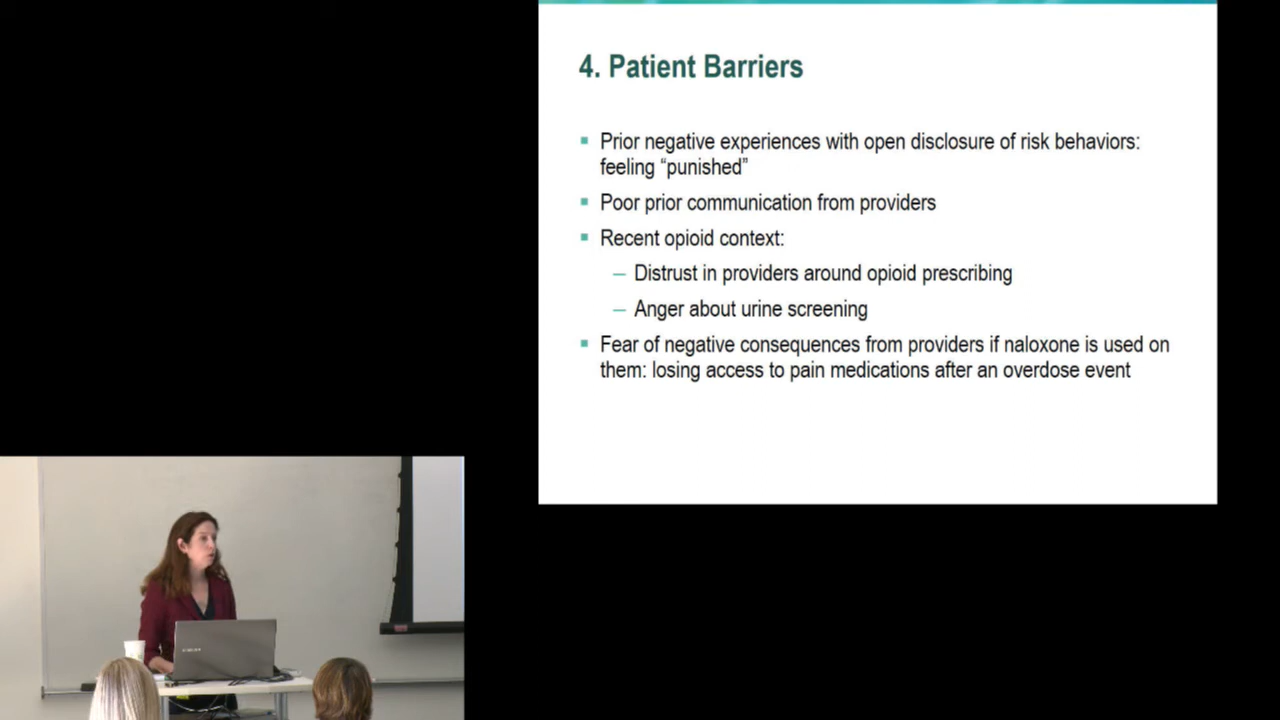 4. Patient Barriers
Prior negative experiences with open disclosure of risk behaviors:
feeling “punished”
Poor prior communication from providers
Recent opioid context:
– Distrust in providers around opioid prescribing
– Anger about urine screening
Fear of negative consequences from providers if naloxone is used on
them: losing access to pain medications after an overdose event